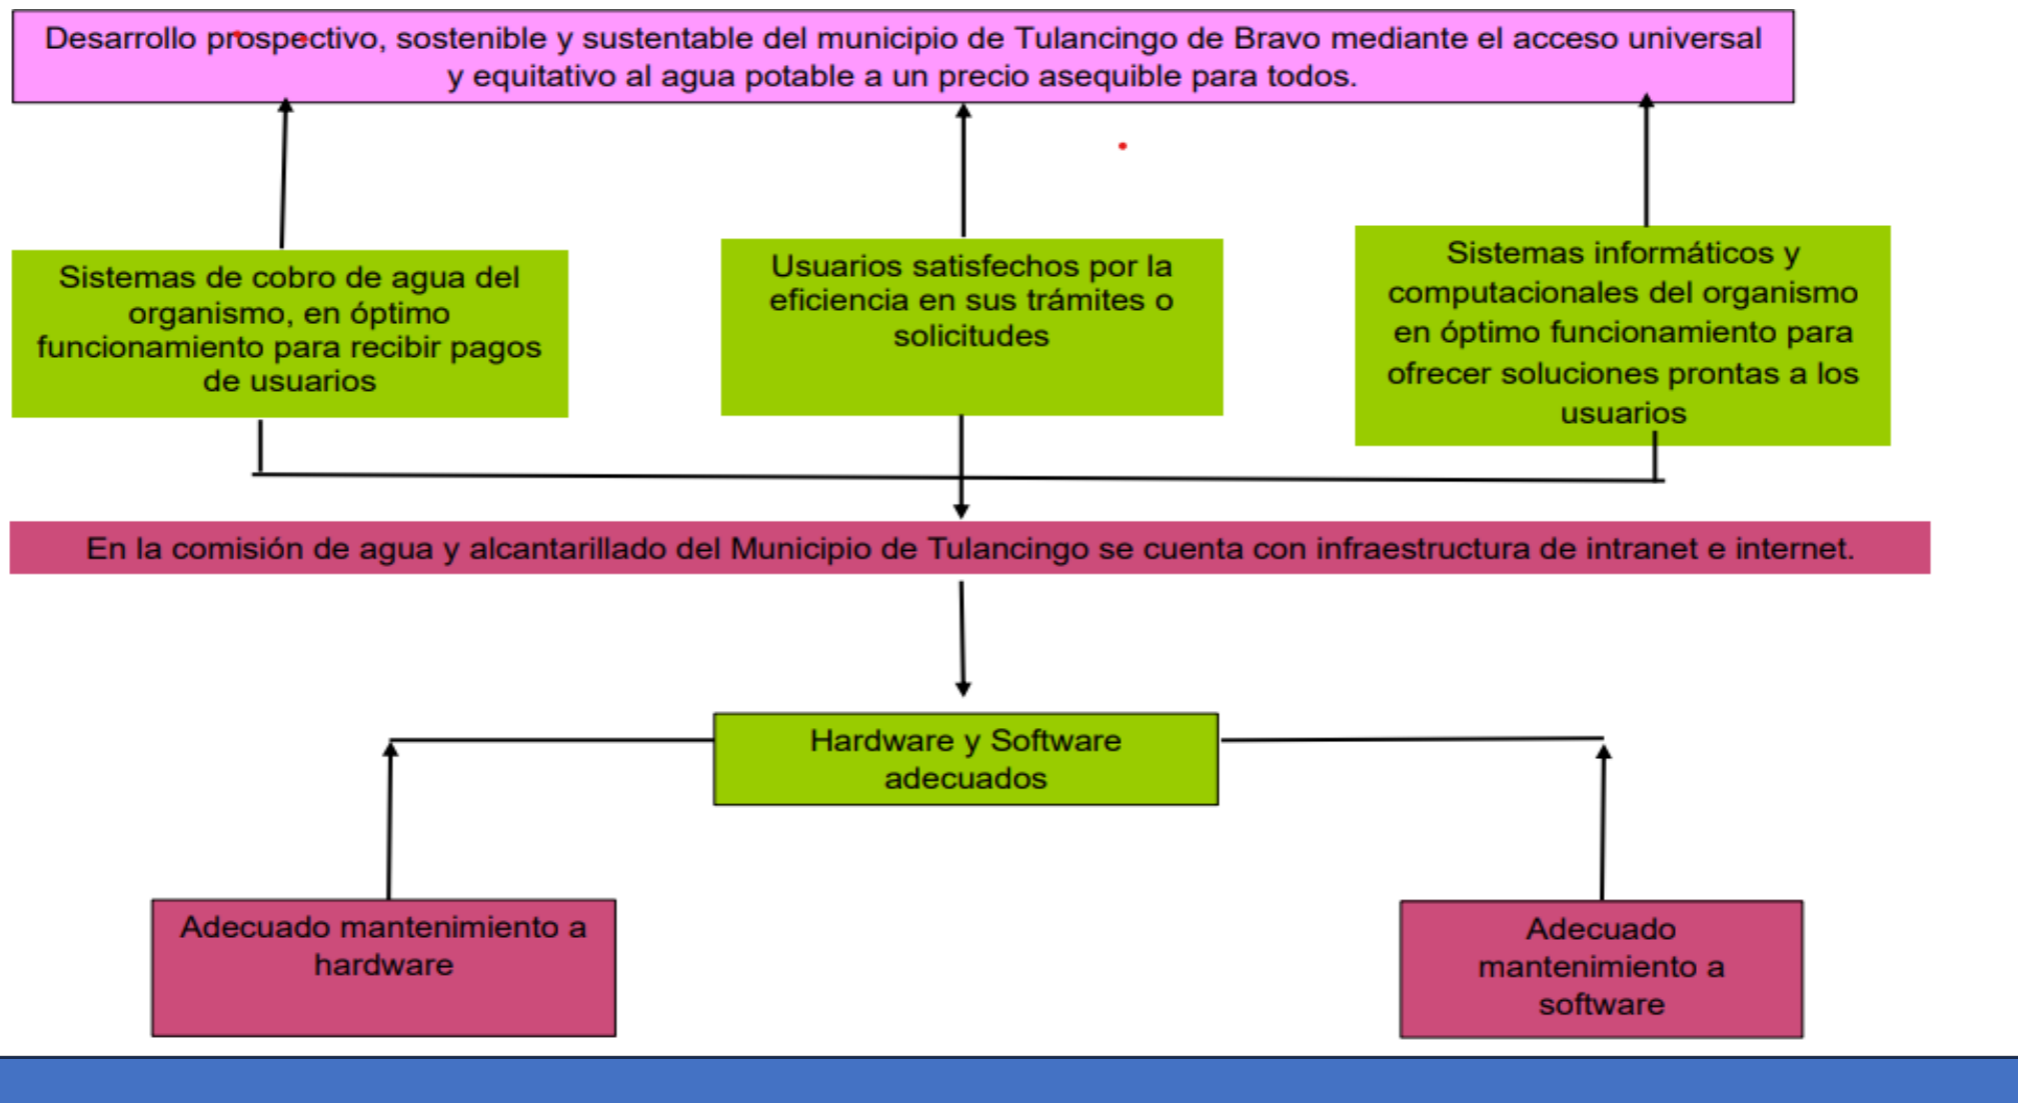 Desarrollo prospectivo, sostenible y sustentable del municipio de Tulancingo de Bravo mediante el acceso universal
y equitativo al agua potable a un precio asequible para todos.
Sistemas de cobro de agua del
organismo, en óptimo
funcionamiento para recibir pagos
de usuarios
Usuarios satisfechos por la
eficiencia en sus trámites o
solicitudes
Sistemas informáticos y
computacionales del organismo
en óptimo funcionamiento para
ofrecer soluciones prontas a los
usuarios
En la comisión de agua y alcantarillado del Municipio de Tulancingo se cuenta con infraestructura de intranet e internet.
Hardware y Software
adecuados
Adecuado mantenimiento a
hardware
Adecuado
mantenimiento a
software